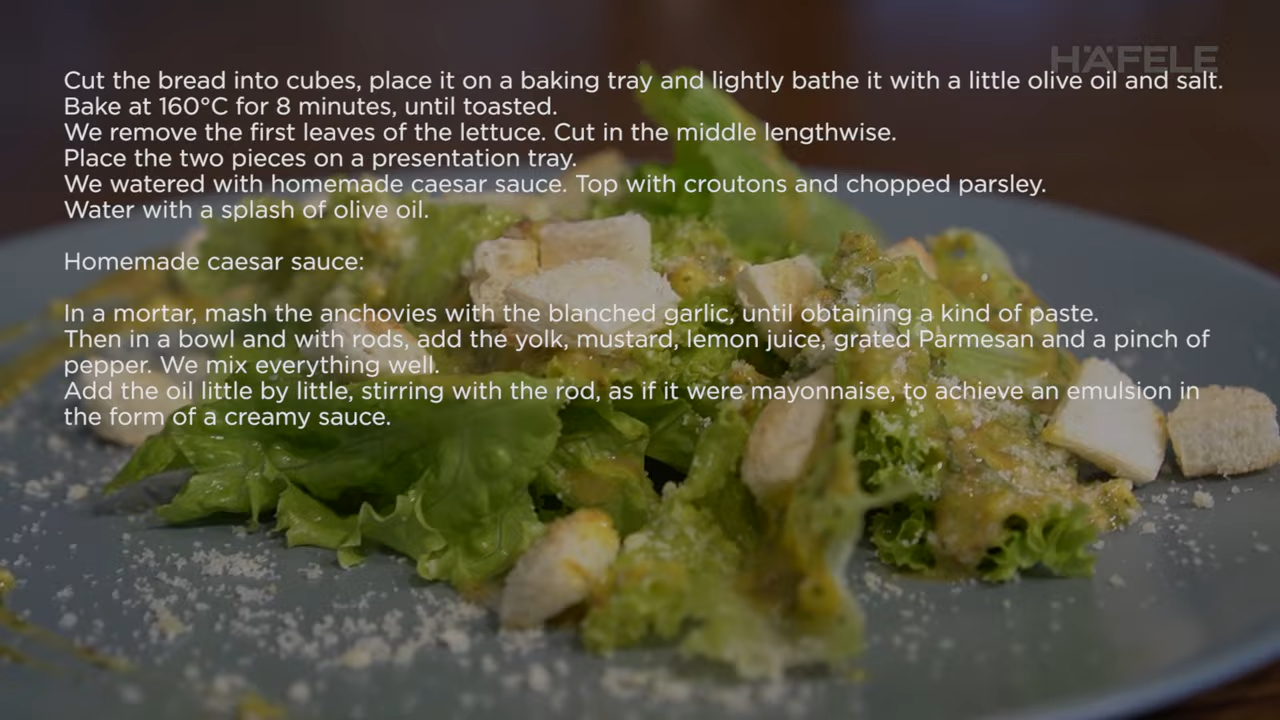 HÄFELE
Cut the bread into cubes, place it on a baking tray and lightly bathe it with a little olive oil and salt.
Bake at 160°C for 8 minutes, until toasted.
We remove the first leaves of the lettuce. Cut in the middle lengthwise.
Place the two pieces on a presentation tray.
We watered with homemade caesar sauce. Top with croutons and chopped parsley.
Water with a splash of olive oil.
Homemade caesar sauce:
In a mortar, mash the anchovies with the blanched garlic, until obtaining a kind of paste.
Then in a bowl and with rods, add the yolk, mustard, lemon juice, grated Parmesan and a pinch of
pepper. We mix everything well.
Add the oil little by little, stirring with the rod, as if it were mayonnaise, to achieve an emulsion in
the form of a creamy sauce.